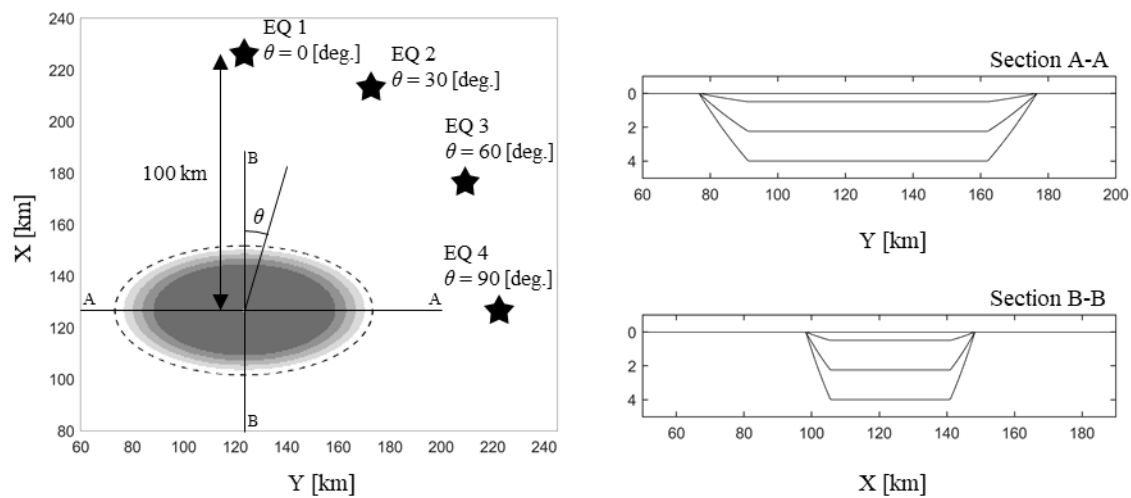 240
220
200
180
160
140
120
100
80
60 80 100 120 140 160 180 200 220 240
X [km]
Y [km]
EQ 1
θ = 0 [deg.]
EQ 2
θ = 30 [deg.]
EQ 3
θ = 60 [deg.]
EQ 4
θ = 90 [deg.]
100 km
B
θ
A
A
B
Section A-A
0
2
4
60 80 100 120 140 160 180 200
Y [km]
Section B-B
0
2
4
60 80 100 120 140 160 180
X [km]